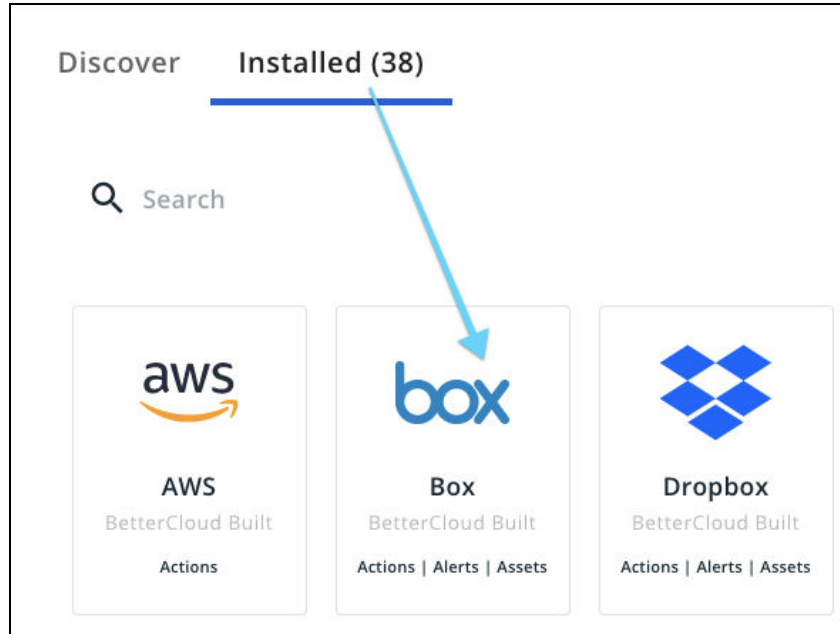 Discover
Installed (38)
Search
aws
AWS
BetterCloud Built
Actions
box
Box
BetterCloud Built
Actions | Alerts | Assets
Dropbox
BetterCloud Built
Actions | Alerts | Assets